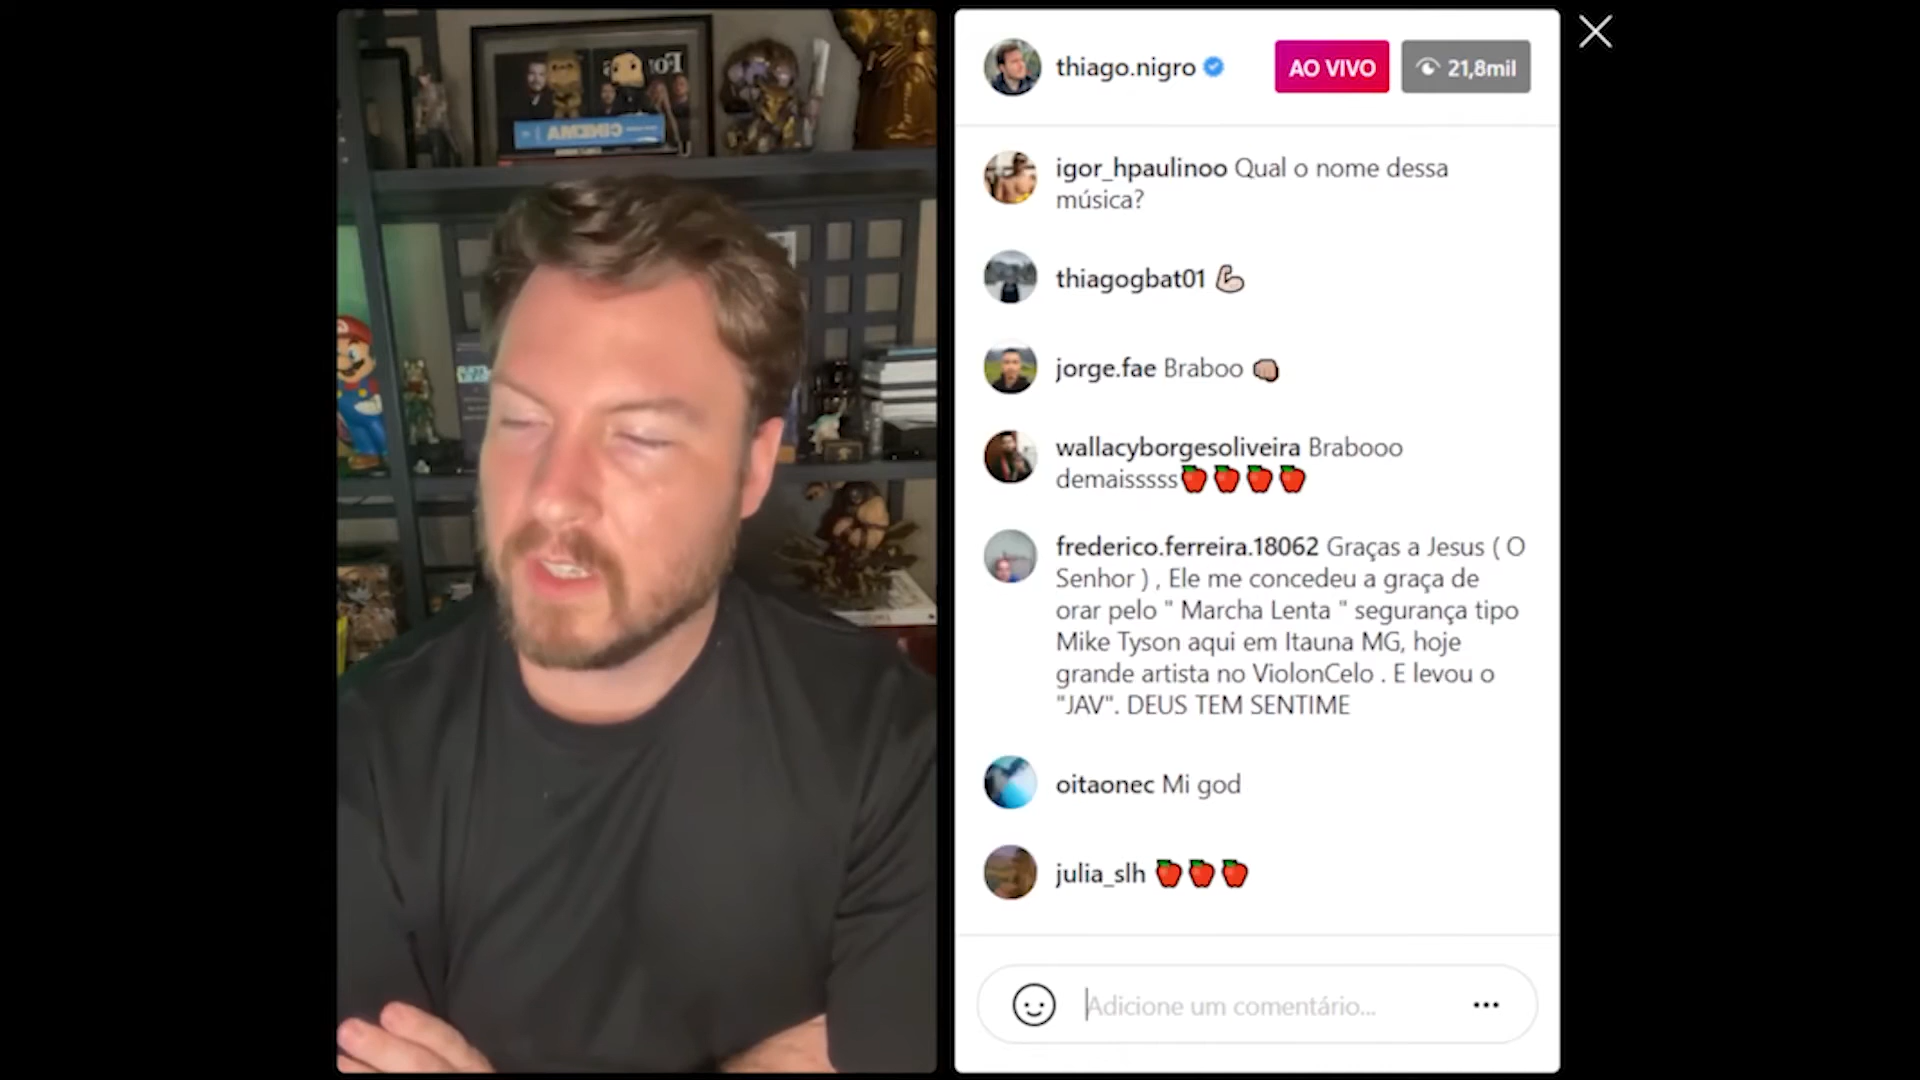 CINEMA
thiago.nigro
AO VIVO
21,8mil
igor_hpaulinoo Qual o nome dessa
música?
thiagogbat01 💪🏻
jorge.fae Braboo 👊🏼
wallacyborgesoliveira Brabooo
demaisssss🍎🍎🍎🍎
frederico.ferreira.18062 Graças a Jesus ( O
Senhor ) , Ele me concedeu a graça de
orar pelo " Marcha Lenta " segurança tipo
Mike Tyson aqui em Itauna MG, hoje
grande artista no ViolonCelo . E levou o
"JAV". DEUS TEM SENTIME
oitaonec Mi god
julia_slh 🍎🍎🍎
Adicione um comentário...